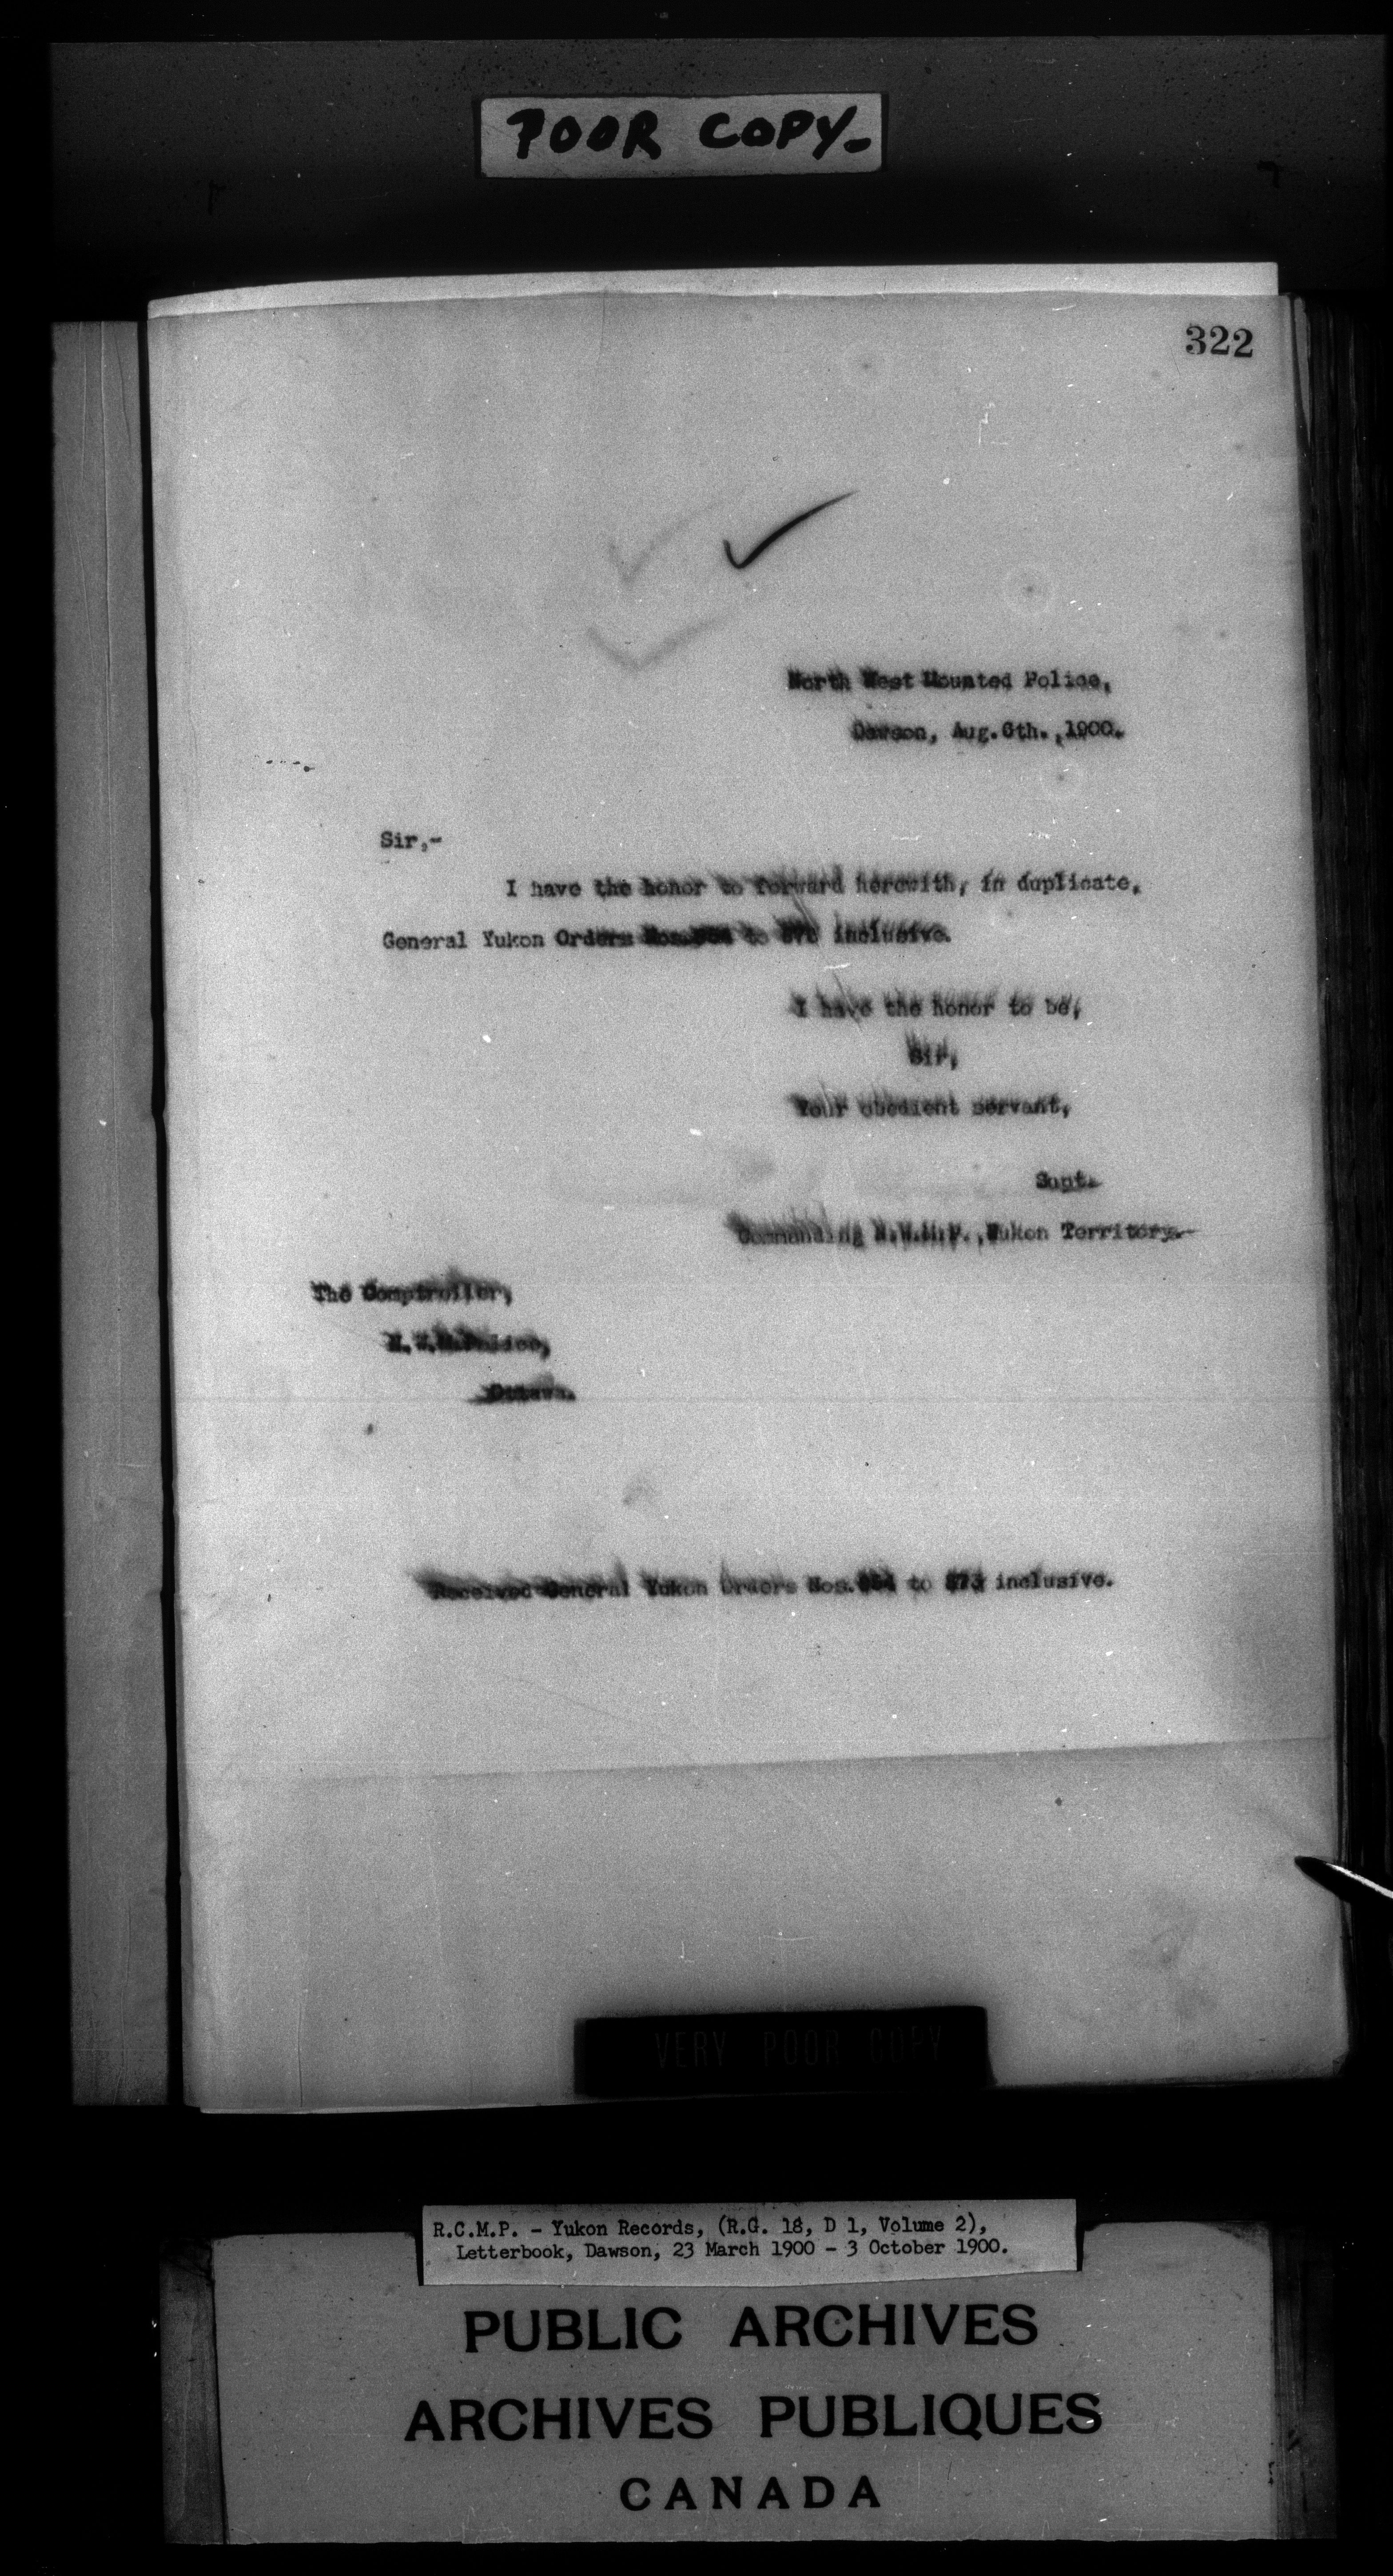 POOR COPY.
322
North West Mounted Police,
Dawson, Aug. 6th., 1900.
Sir,-
I have the honor to forward herewith, in duplicate,
General Yukon Orders to inclusive.
I have the honor to be,
Sir,
Your obedient servant,
Supt.
Commanding N.W.M.P., Yukon Territory.
The Comptroller,
N.W.M.Police,
Ottawa.
Received General Yukon Orders Nos. to inclusive.
VERY POOR COPY
R.C.M.P. - Yukon Records, (R.G. 18, D 1, Volume 2),
Letterbook, Dawson, 23 March 1900 - 3 October 1900.
PUBLIC ARCHIVES
ARCHIVES PUBLIQUES
CANADA